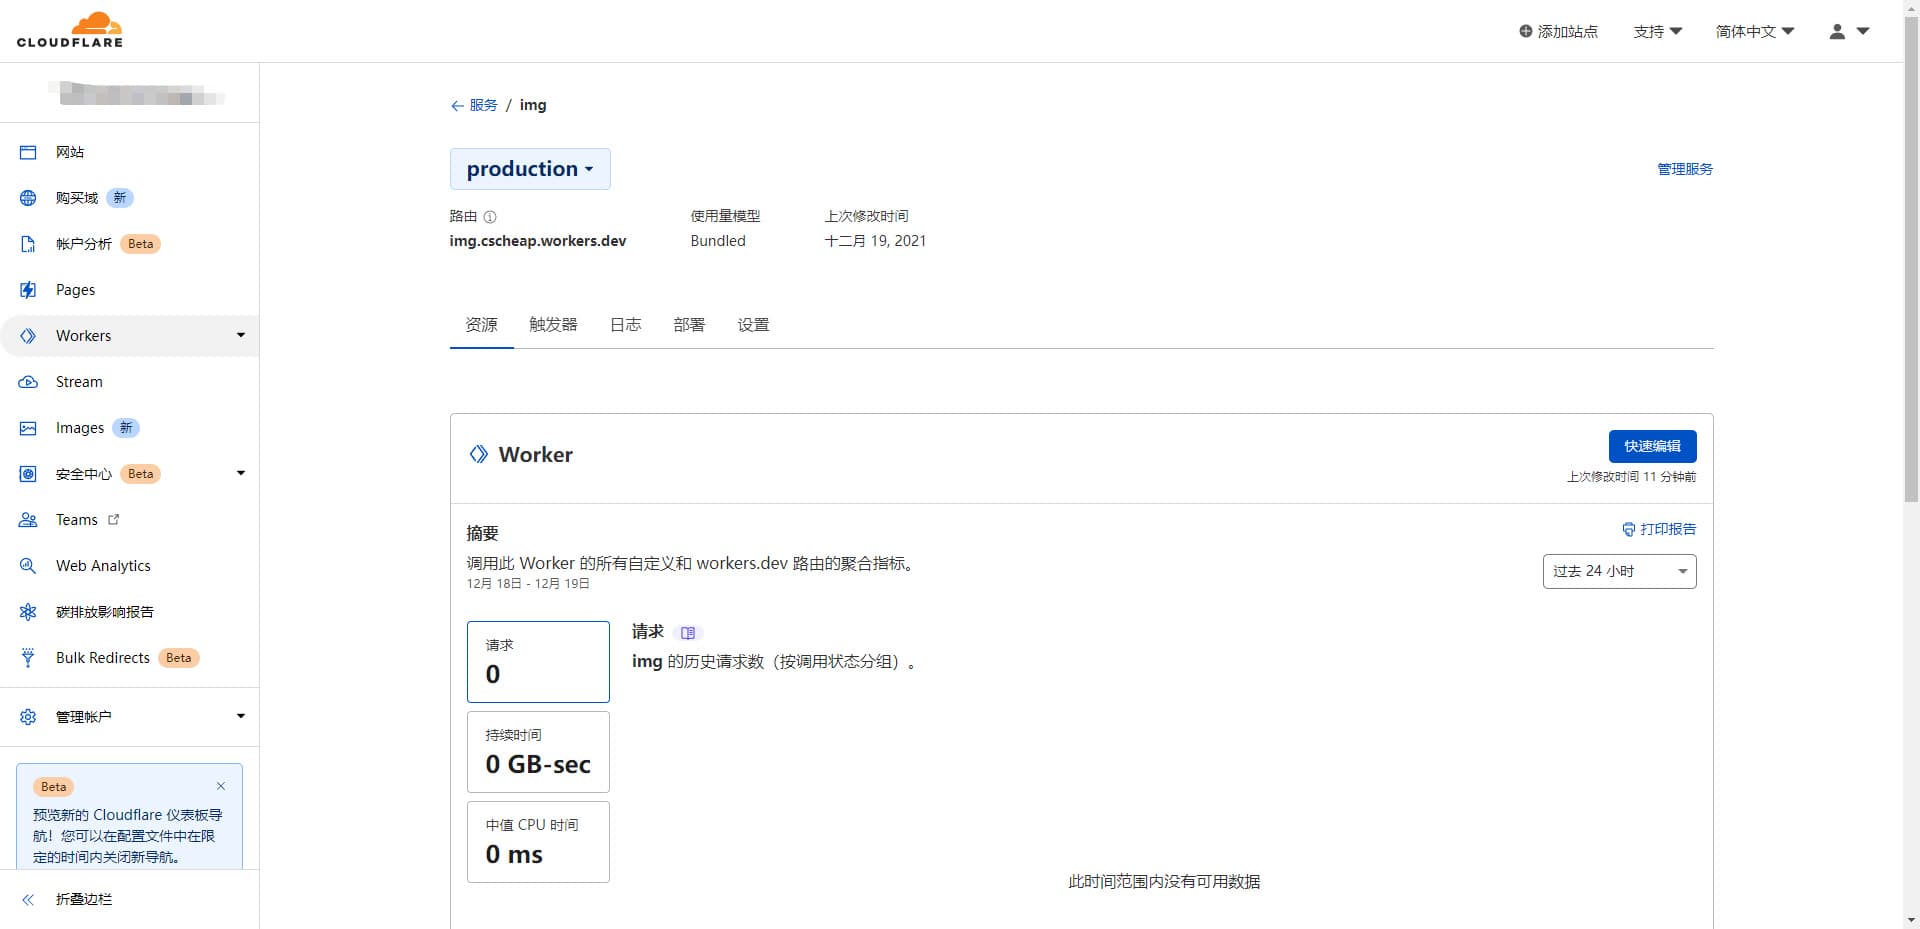 CLOUDFLARE
添加站点
支持
简体中文
网站
购买域 新
帐户分析 Beta
Pages
Workers
Stream
Images 新
安全中心 Beta
Teams
Web Analytics
碳排放影响报告
Bulk Redirects Beta
管理帐户
Beta
预览新的 Cloudflare 仪表板导
航！您可以在配置文件中在限
定的时间内关闭新导航。
折叠边栏
服务 / img
production
管理服务
路由
img.cscheap.workers.dev
使用量模型
Bundled
上次修改时间
十二月 19, 2021
资源 触发器 日志 部署 设置
Worker
快速编辑
上次修改时间 11 分钟前
摘要
打印报告
调用此 Worker 的所有自定义和 workers.dev 路由的聚合指标。
12月 18日 - 12月 19日
过去 24 小时
请求
0
持续时间
0 GB-sec
中值 CPU 时间
0 ms
请求
img 的历史请求数（按调用状态分组）。
此时间范围内没有可用数据